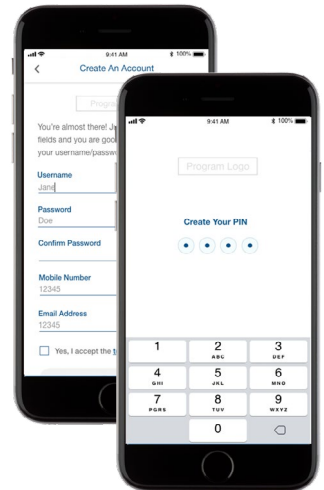 9:41 AM
100%
Create An Account
Progra
You're almost there! J
fields and you are goo
your username/passw
Username
Jane
Password
Doe
Confirm Password
Mobile Number
12345
Email Address
12345
Yes, I accept the t
9:41 AM
100%
Program Logo
Create Your PIN
1
2
ABC
3
DEF
4
GHI
5
JKL
6
MNO
7
PQRS
8
TUV
9
WXYZ
0